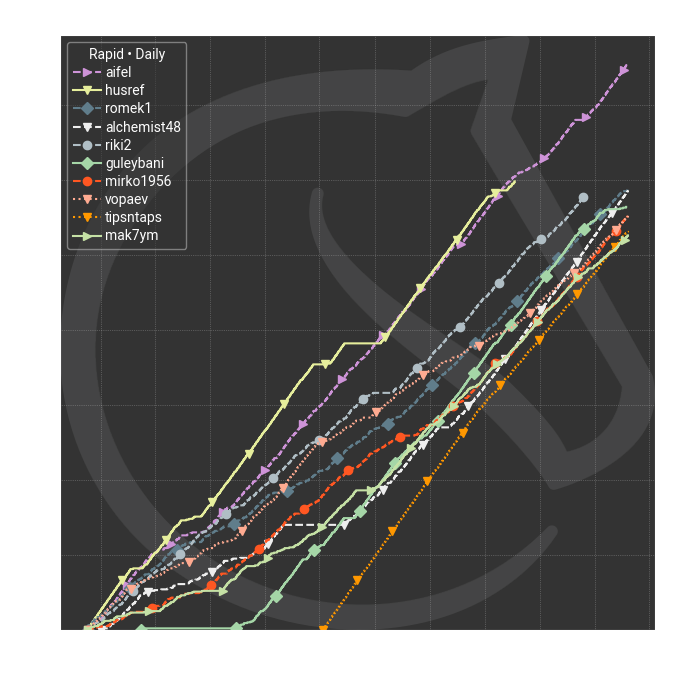 Rapid • Daily
aifel
husref
romek1
alchemist48
riki2
guleybani
mirko1956
vopaev
tipsntaps
mak7ym